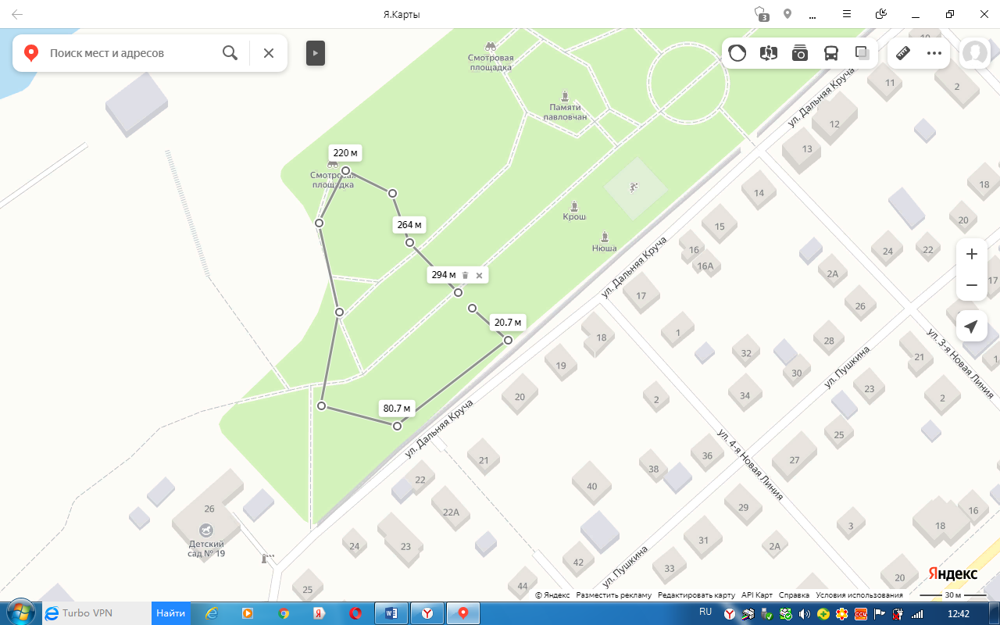 Я.Карты
3
Поиск мест и адресов
Смотровая
площадка
Памяти
павловчан
220 м
Смотровая
площадка
264 м
Крош
Нюша
294 м
20.7 м
80.7 м
ул. Дальняя Круча
ул. Дальняя Круча
ул. Дальняя Круча
10
11
2
12
13
14
18
15
20
16
16А
24
22
2А
17
17
26
18
1
28
19
32
30
21
20
34
23
2
2
25
21
36
27
38
22
40
22А
29
16
26
3
18
24
23
31
2А
42
33
20
25
44
ул. Пушкина
ул. Пушкина
ул. 3-я Новая Линия
ул. 4-я Новая Линия
Детский
сад № 19
Яндекс
© Яндекс Разместить рекламу Редактировать карту API Карт Справка Условия использования 30 м
Turbo VPN
Найти
RU
12:42